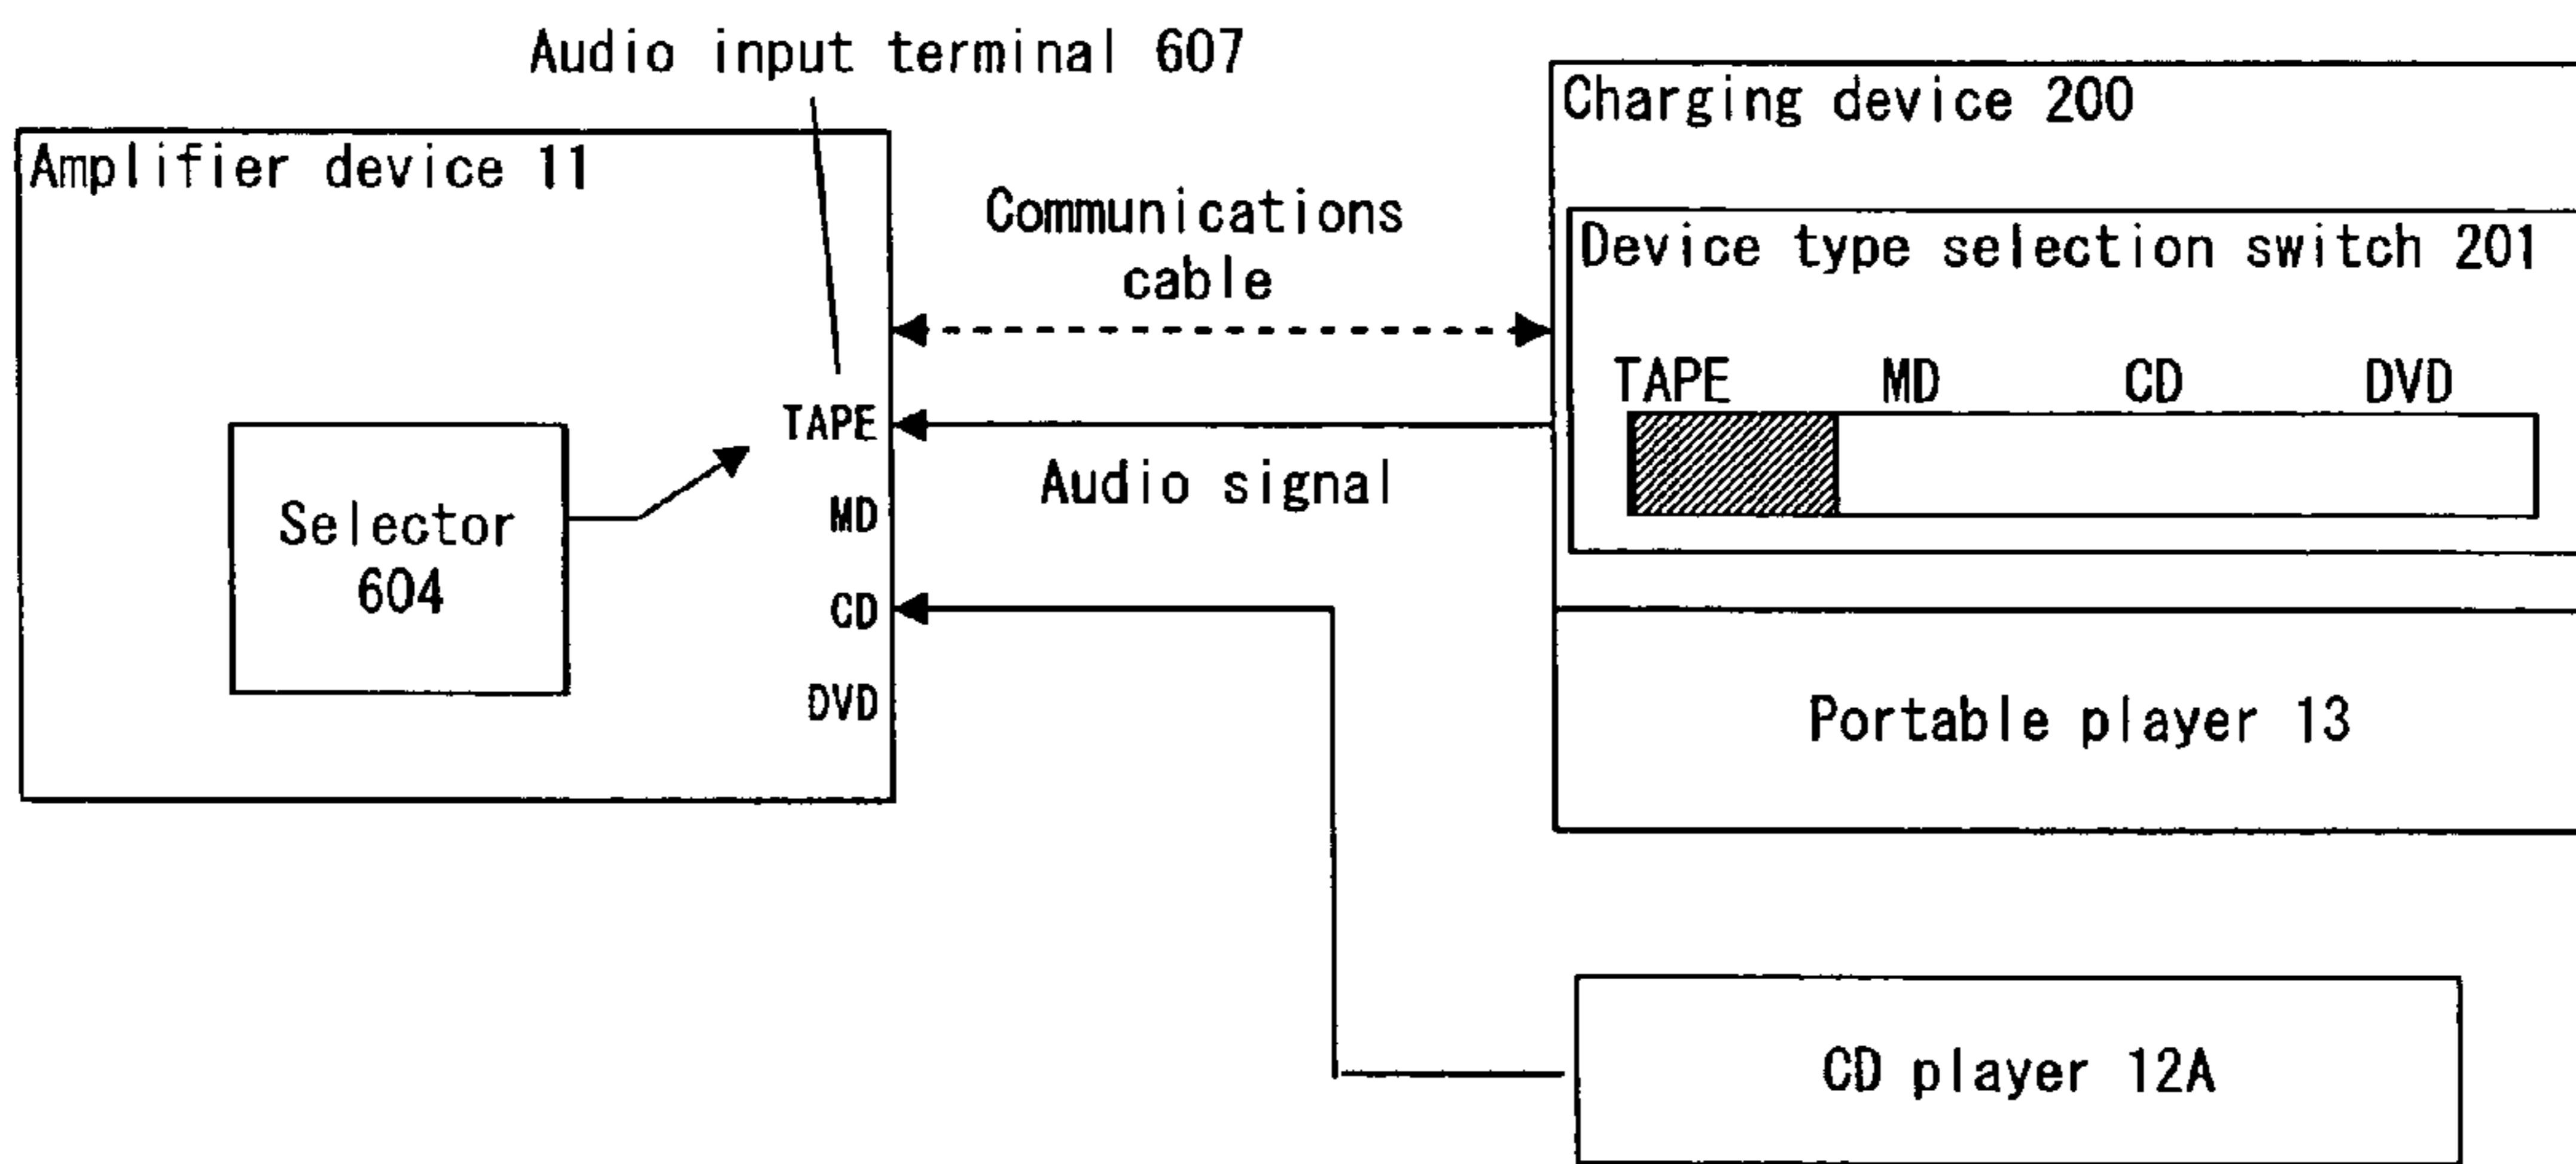 Audio input terminal 607
Charging device 200
Amplifier device 11
Communications
cable
Device type selection switch 201
TAPE MD CD DVD
TAPE
Audio signal
MD
Selector
604
CD
DVD
Portable player 13
CD player 12A